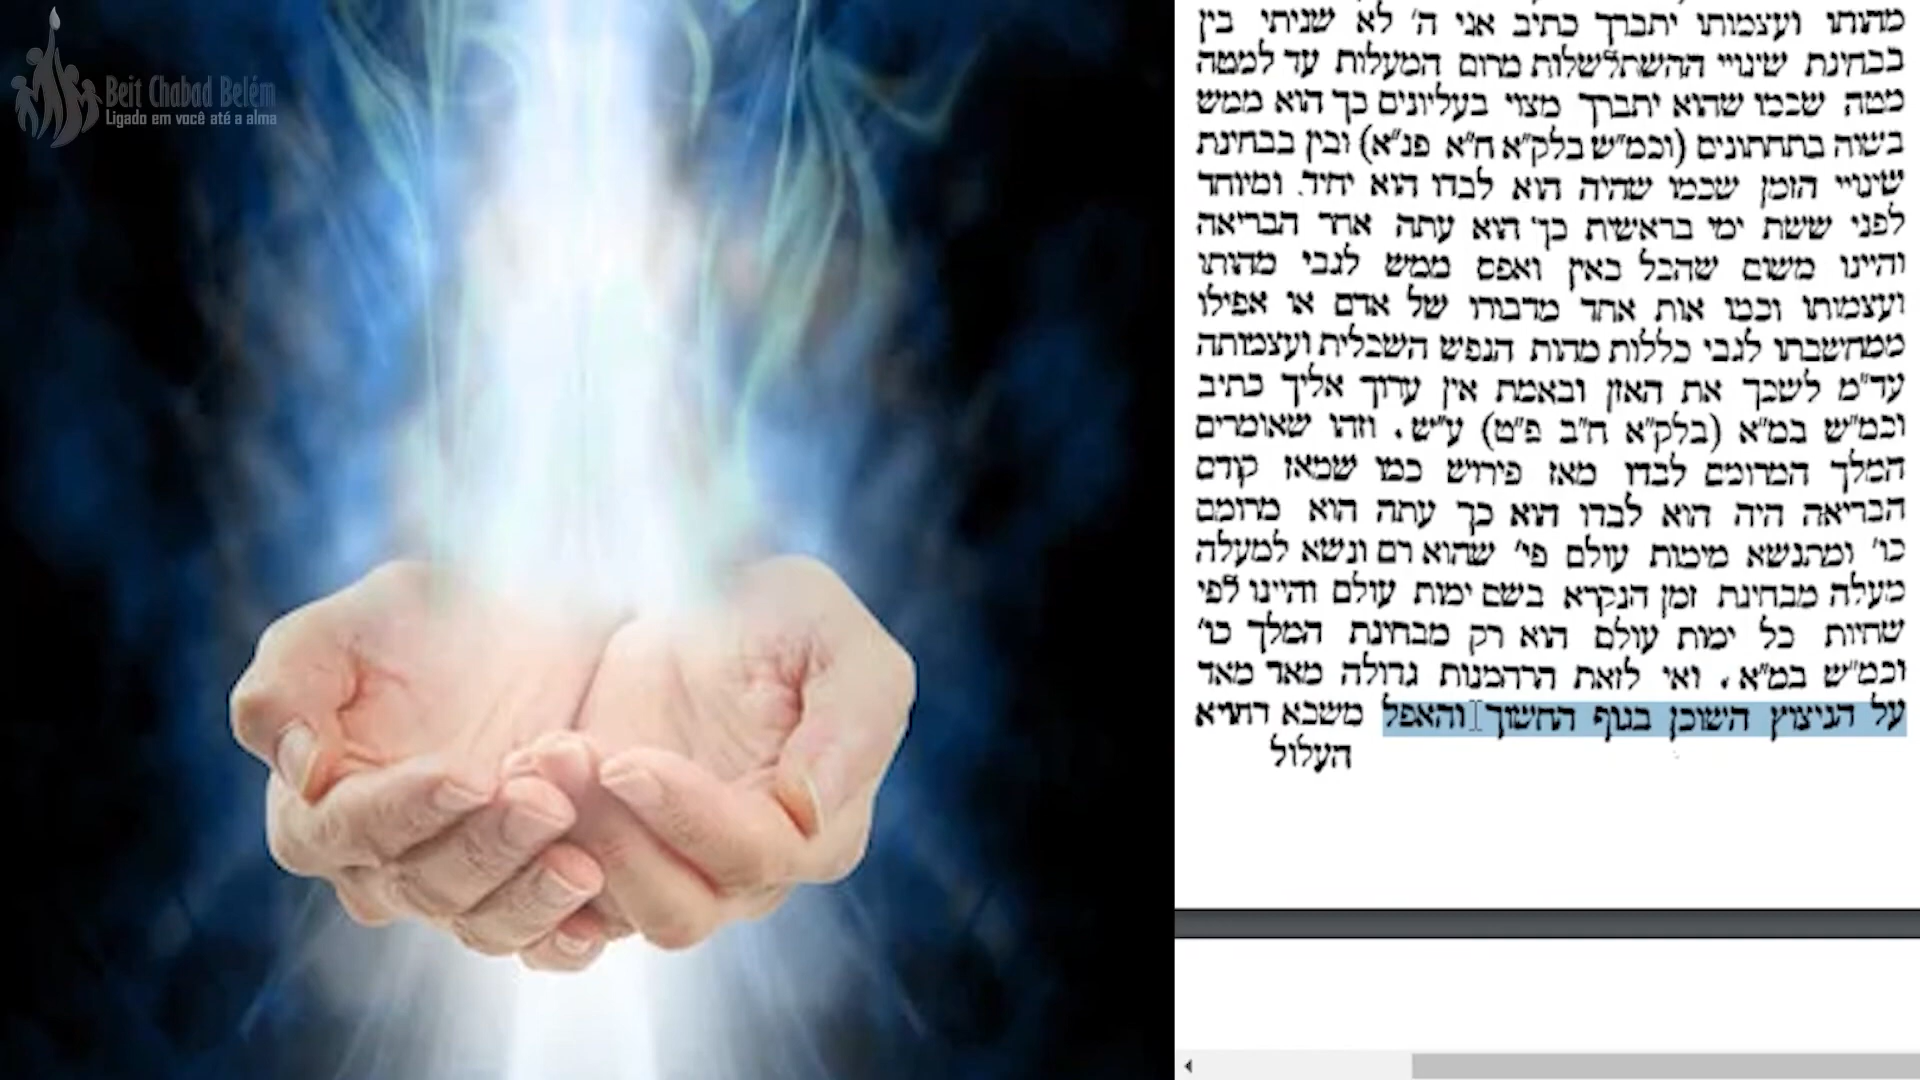 Beit Chabad Belém
Ligado em você até a alma
מהותו ועצמותו יתברך כתיב אני ה' לא שניתי בין
בבחינת שינויי ההשתלשלות מרום המעלות עד למטה
מטה שכמו שהוא יתברך מצוי בעליונים כך הוא ממש
בשוה בתחתונים (וכמ"ש בלק"א ח"א פנ"א) ובין בבחינת
שינויי הזמן שכמו שהיה הוא לבדו הוא יחיד. ומיוחד
לפני ששת ימי בראשית כך הוא עתה אחר הבריאה
והיינו משום שהכל כאין ואפס ממש לגבי מהותו
ועצמותו וכמו אות אחד מדבורו של אדם או אפילו
ממחשבתו לגבי כללות מהות הנפש השכלית ועצמותה
עד"מ לשכך את האזן ובאמת אין ערוך אליך כתיב
וכמ"ש במ"א (בלק"א ח"ב פ"ט) ע"ש. וזהו שאומרים
המלך המרומם לבדו מאז פירוש כמו שמאז קודם
הבריאה היה הוא לבדו הוא כך עתה הוא מרומם
כו' ומתנשא מימות עולם פי' שהוא רם ונשא למעלה
מעלה מבחינת זמן הנקרא בשם ימות עולם והיינו לפי
שחיות כל ימות עולם הוא רק מבחינת המלך כו'
וכמ"ש במ"א. ואי לזאת הרחמנות גדולה מאד מאד
על הניצוץ השוכן בגוף החשוך והאפל משכא דחויא
העלול